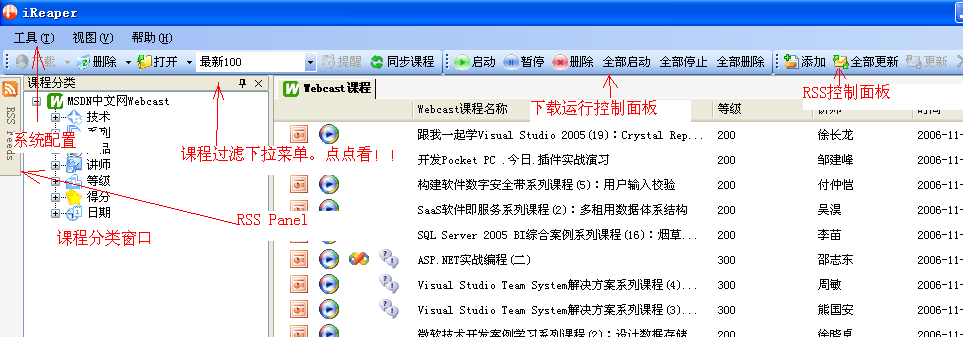 iReaper
工具(T) 视图(V) 帮助(H)
删除 打开 最新100 提醒 同步课程 启动 暂停 删除 全部启动 全部停止 全部删除 添加 全部更新 更新
课程分类
Webcast课程
下载运行控制面板
RSS控制面板
RSS feeds
MSDN中文网Webcast
Webcast课程名称 等级
技术
系统配置
讲师
等级
得分
日期
课程过滤下拉菜单。点点看!!
RSS Panel
课程分类窗口
跟我一起学Visual Studio 2005(19):Crystal Rep... 200 徐长龙 2006-11-
开发Pocket PC .今日.插件实战演习 200 邹建峰 2006-11-
构建软件数字安全带系列课程(5):用户输入校验 200 付仲恺 2006-11-
SaaS软件即服务系列课程(2):多租用数据体系结构 200 吴淏 2006-11-
SQL Server 2005 BI综合案例系列课程(16):烟草... 200 李苗 2006-11-
ASP.NET实战编程(二) 300 邵志东 2006-11-
Visual Studio Team System解决方案系列课程(4)... 300 周敏 2006-11-
Visual Studio Team System解决方案系列课程(3)... 300 熊国安 2006-11-
微软技术开发案例学习系列课程(2):设计数据存储 200 徐晓卓 2006-11-